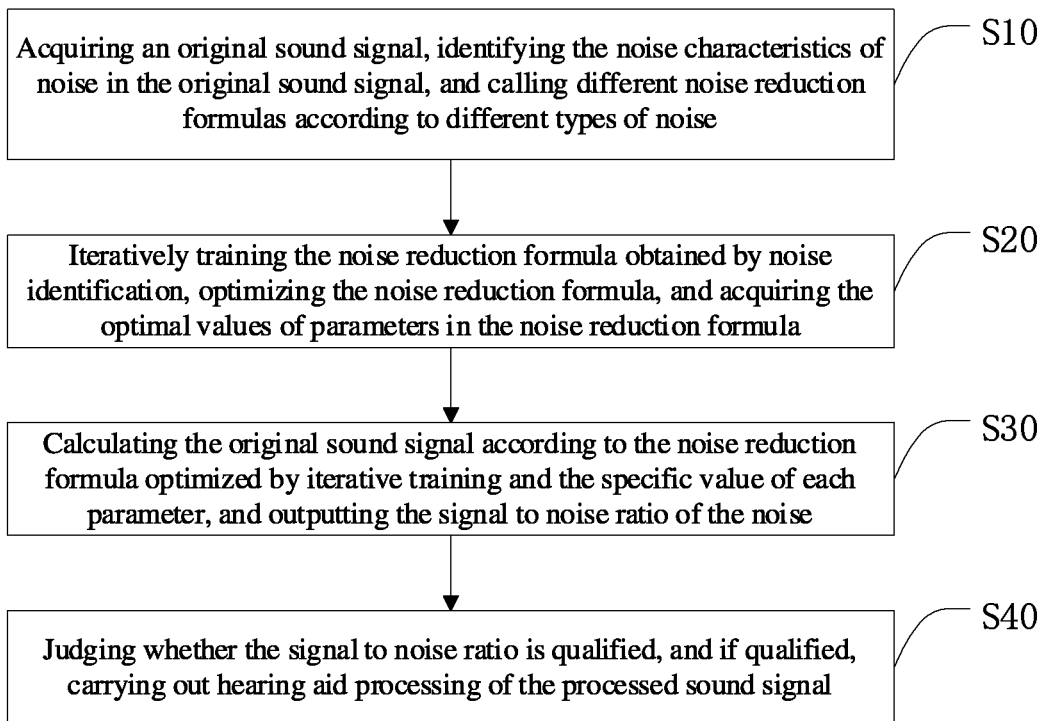 Acquiring an original sound signal, identifying the noise characteristics of
noise in the original sound signal, and calling different noise reduction
formulas according to different types of noise
S10
Iteratively training the noise reduction formula obtained by noise
identification, optimizing the noise reduction formula, and acquiring the
optimal values of parameters in the noise reduction formula
S20
Calculating the original sound signal according to the noise reduction
formula optimized by iterative training and the specific value of each
parameter, and outputting the signal to noise ratio of the noise
S30
Judging whether the signal to noise ratio is qualified, and if qualified,
carrying out hearing aid processing of the processed sound signal
S40